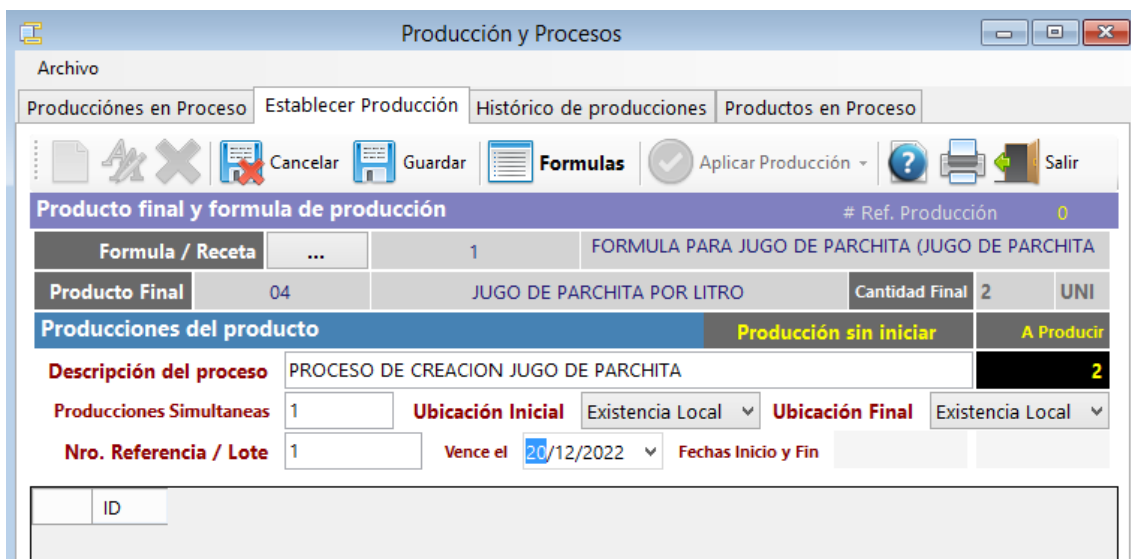 Producción y Procesos
Archivo
Producciónes en Proceso Establecer Producción Histórico de producciones Productos en Proceso
Cancelar Guardar Formulas Aplicar Producción ? Salir
Producto final y formula de producción # Ref. Producción 0
Formula / Receta ... 1 FORMULA PARA JUGO DE PARCHITA (JUGO DE PARCHITA
Producto Final 04 JUGO DE PARCHITA POR LITRO Cantidad Final 2 UNI
Producciones del producto Producción sin iniciar A Producir
Descripción del proceso PROCESO DE CREACION JUGO DE PARCHITA 2
Producciones Simultaneas 1 Ubicación Inicial Existencia Local Ubicación Final Existencia Local
Nro. Referencia / Lote 1 Vence el 20/12/2022 Fechas Inicio y Fin
ID